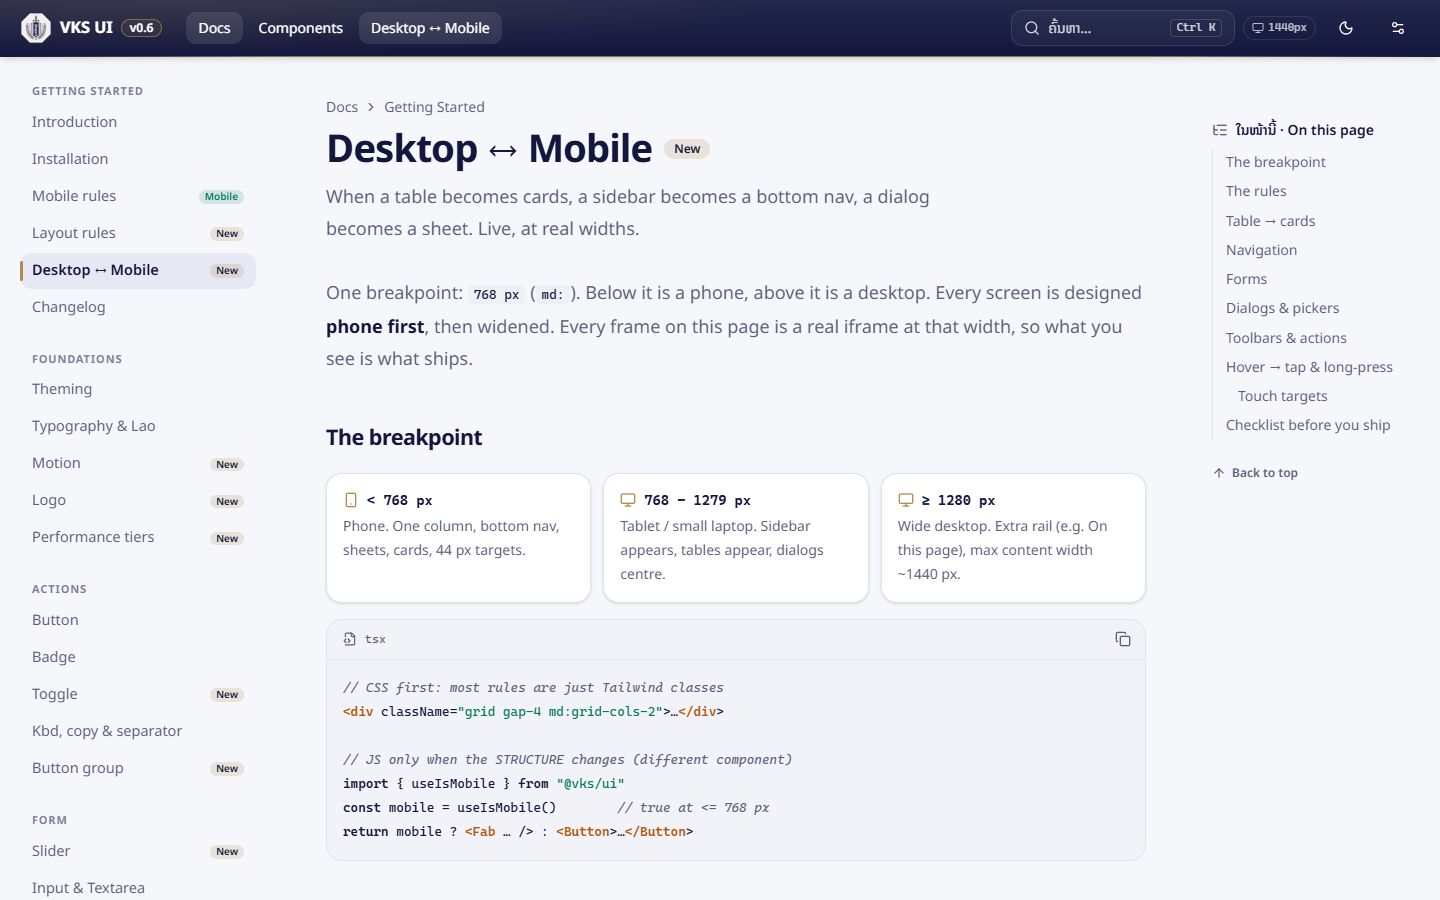 VKS UI v0.6 Docs Components Desktop ↔ Mobile ຄົ້ນຫາ... Ctrl K 1440px
GETTING STARTED
Introduction
Installation
Mobile rules Mobile
Layout rules New
Desktop ↔ Mobile New
Changelog
FOUNDATIONS
Theming
Typography & Lao
Motion New
Logo New
Performance tiers New
ACTIONS
Button
Badge
Toggle New
Kbd, copy & separator
Button group New
FORM
Slider New
Input & Textarea
Docs > Getting Started
Desktop ↔ Mobile New
When a table becomes cards, a sidebar becomes a bottom nav, a dialog
becomes a sheet. Live, at real widths.
One breakpoint: 768 px ( md: ). Below it is a phone, above it is a desktop. Every screen is designed
phone first, then widened. Every frame on this page is a real iframe at that width, so what you
see is what ships.
The breakpoint
< 768 px
Phone. One column, bottom nav,
sheets, cards, 44 px targets.
768 – 1279 px
Tablet / small laptop. Sidebar
appears, tables appear, dialogs
centre.
≥ 1280 px
Wide desktop. Extra rail (e.g. On
this page), max content width
~1440 px.
tsx
// CSS first: most rules are just Tailwind classes
<div className="grid gap-4 md:grid-cols-2">…</div>
// JS only when the STRUCTURE changes (different component)
import { useIsMobile } from "@vks/ui"
const mobile = useIsMobile() // true at <= 768 px
return mobile ? <Fab … /> : <Button>…</Button>
ໃນໜ້ານີ້ · On this page
The breakpoint
The rules
Table → cards
Navigation
Forms
Dialogs & pickers
Toolbars & actions
Hover → tap & long-press
Touch targets
Checklist before you ship
Back to top